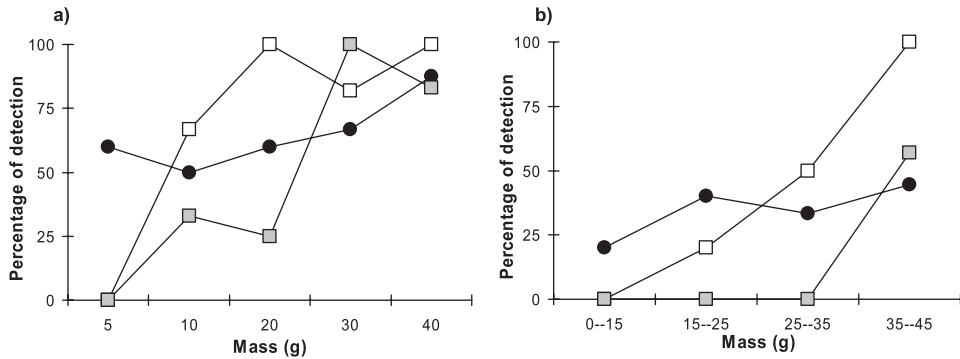 a)
Percentage of detection
100
75
50
25
0
5 10 20 30 40
Mass (g)
b)
Percentage of detection
100
75
50
25
0
0--15 15--25 25--35 35--45
Mass (g)